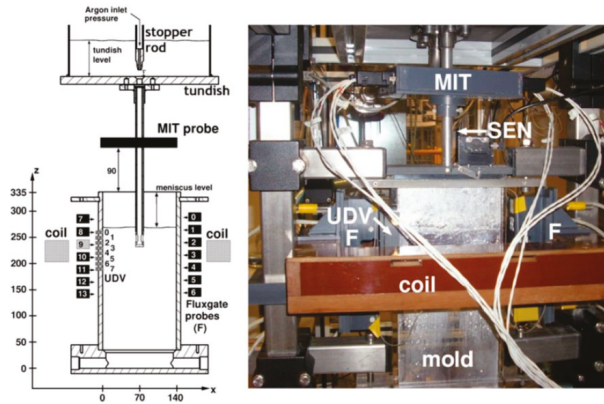 Argon inlet
pressure
stopper
rod
tundish
level
tundish
MIT probe
z
90
335
meniscus level
300
250
200
150
100
50
0
coil
7
8
9
10
11
12
13
0
1
2
3
4
5
6
7
UDV
0
1
2
3
4
5
6
coil
Fluxgate
probes
(F)
0
70
140
x
MIT
SEN
UDV
F
F
coil
mold